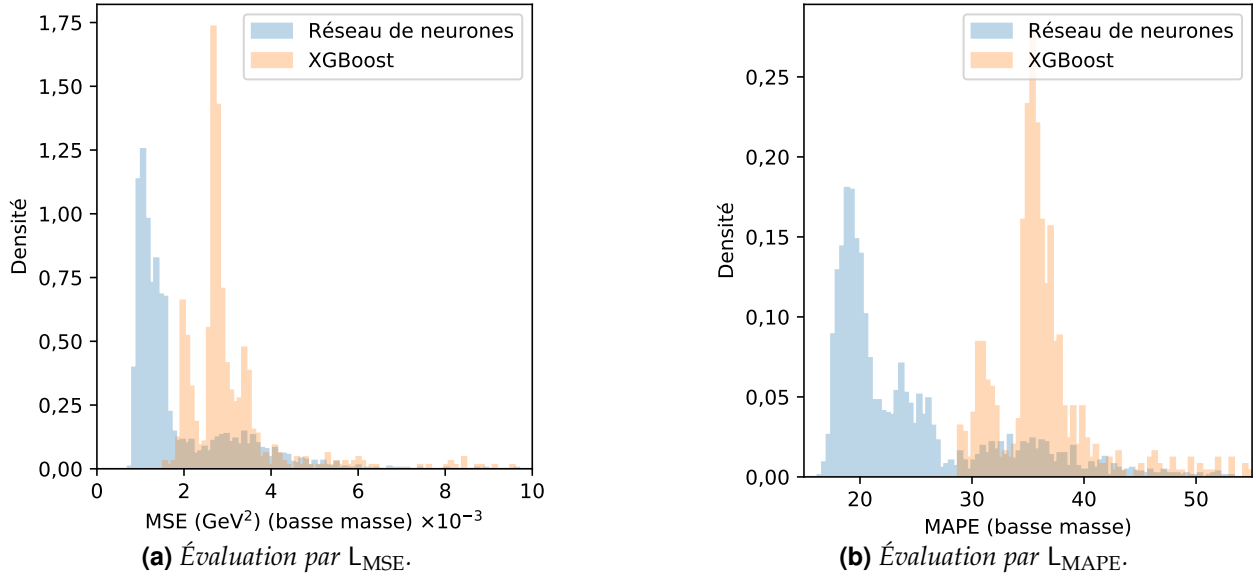 Réseau de neurones
XGBoost
1,75
1,50
1,25
1,00
0,75
0,50
0,25
0,00
Densité
0
2
4
6
8
10
MSE (GeV²) (basse masse) ×10⁻³
(a) Évaluation par L_MSE.
Réseau de neurones
XGBoost
0,25
0,20
0,15
0,10
0,05
0,00
Densité
20
30
40
50
MAPE (basse masse)
(b) Évaluation par L_MAPE.